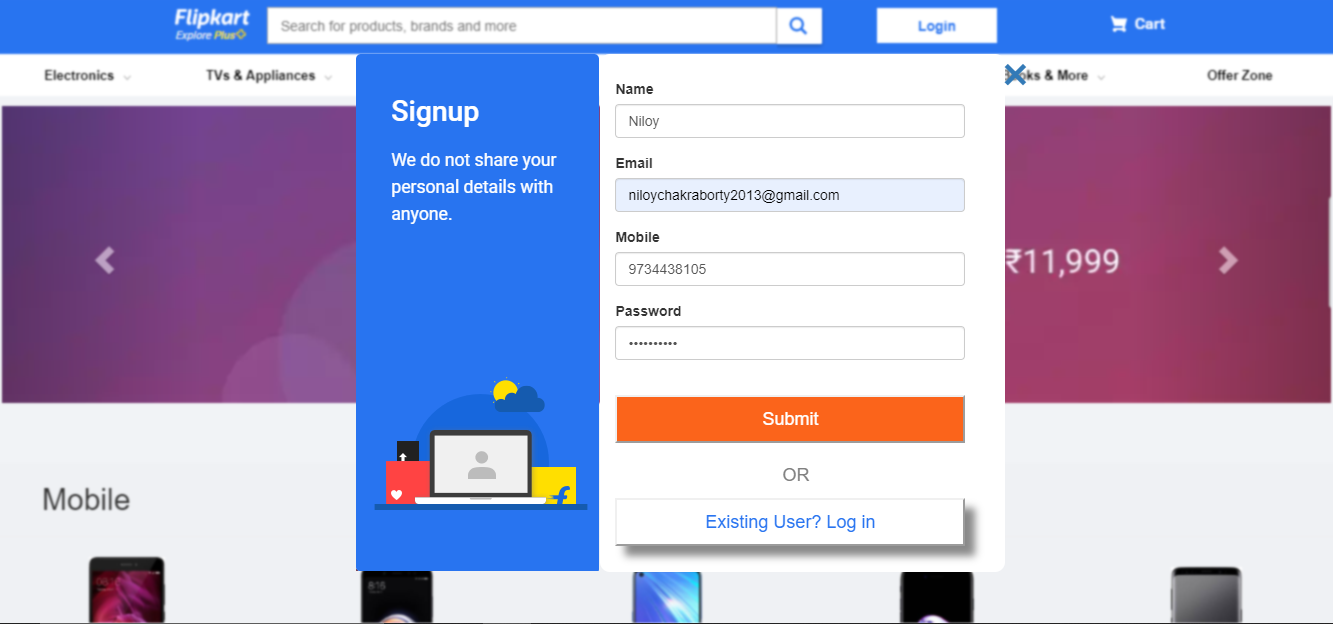 Flipkart
Explore Plus
Search for products, brands and more
Login
Cart
Electronics
TVs & Appliances
& More
Offer Zone
Signup
We do not share your
personal details with
anyone.
Name
Niloy
Email
niloychakraborty2013@gmail.com
Mobile
9734438105
Password
••••••••••
Submit
OR
Existing User? Log in
₹11,999
Mobile
8:15